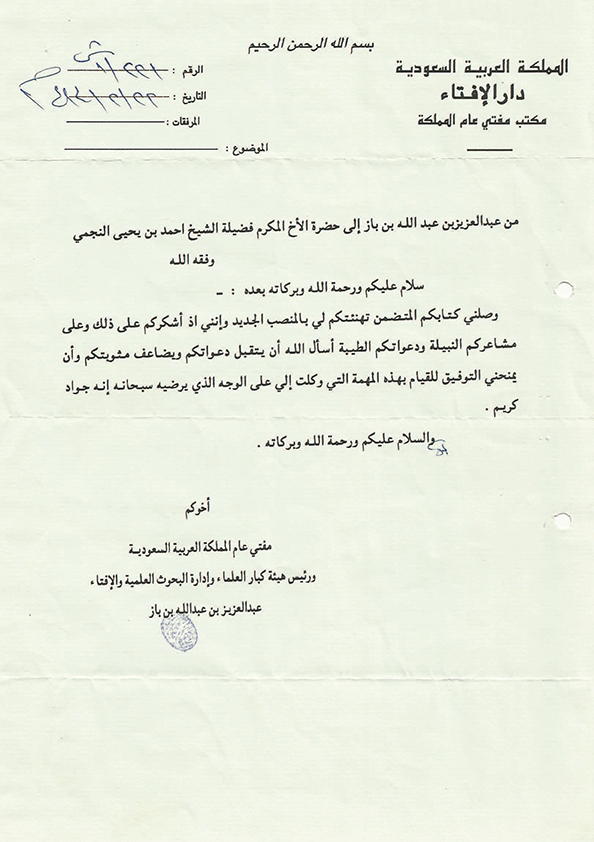 بسم الله الرحمن الرحيم
المملكة العربية السعودية
دار الإفتاء
مكتب مفتي عام المملكة
الرقم :
التاريخ :
المرفقات :
الموضوع :
من عبدالعزيزبن عبد الله بن باز إلى حضرة الأخ المكرم فضيلة الشيخ احمد بن يحيى النجمي
وفقه الله
سلام عليكم ورحمة الله وبركاته بعده : ــ
وصلني كتابكم المتضمن تهنئتكم لي بالمنصب الجديد وإنني اذ أشكركم على ذلك وعلى
مشاعركم النبيلة ودعواتكم الطيبة أسأل الله أن يتقبل دعواتكم ويضاعف مثوبتكم وأن
يمنحني التوفيق للقيام بهذه المهمة التي وكلت إلي على الوجه الذي يرضيه سبحانه إنه جواد
كريم .
والسلام عليكم ورحمة الله وبركاته .
أخوكم
مفتي عام المملكة العربية السعودية
ورئيس هيئة كبار العلماء وإدارة البحوث العلمية والإفتاء
عبدالعزيز بن عبدالله بن باز